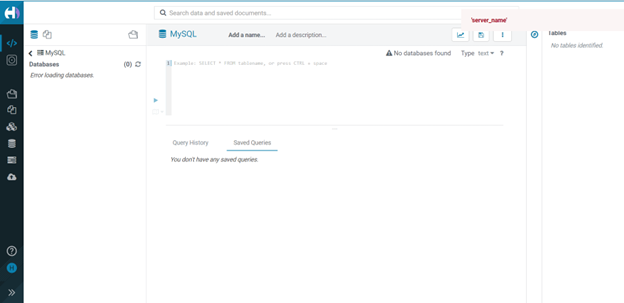 Search data and saved documents...
'server_name'
MySQL
Add a name...
Add a description...
Tables
No tables identified
MySQL
Databases
(0)
Error loading databases.
No databases found
Type text ?
1 Example: SELECT * FROM tablename, or press CTRL + space
Query History
Saved Queries
You don't have any saved queries.